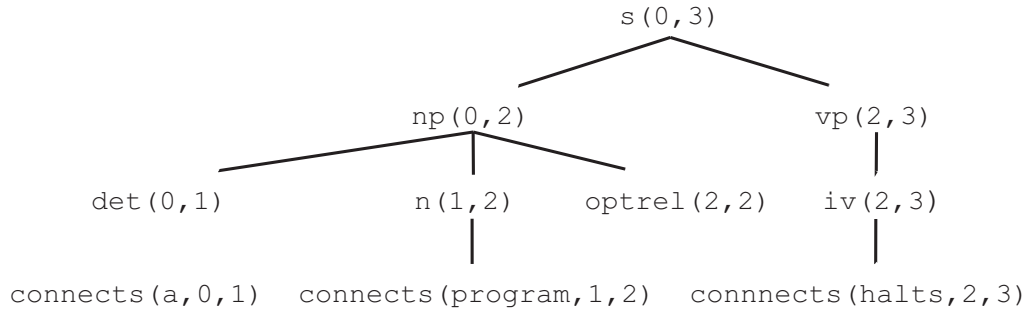 s(0,3)
np(0,2) vp(2,3)
det(0,1) n(1,2) optrel(2,2) iv(2,3)
connects(a,0,1) connects(program,1,2) connnects(halts,2,3)